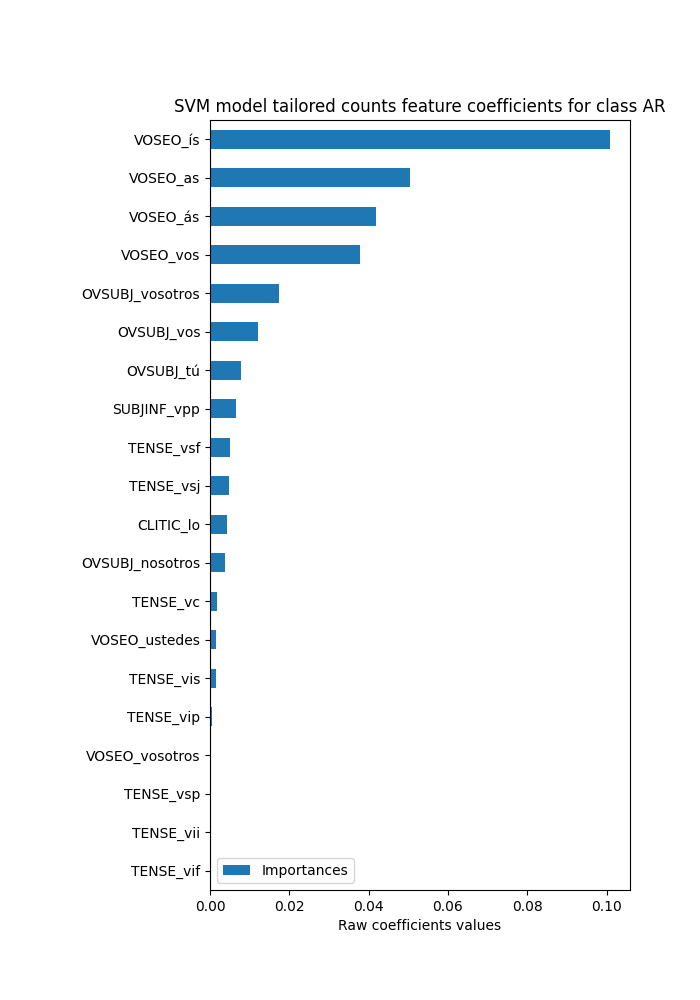 SVM model tailored counts feature coefficients for class AR
VOSEO_ís
VOSEO_as
VOSEO_ás
VOSEO_vos
OVSUBJ_vosotros
OVSUBJ_vos
OVSUBJ_tú
SUBJINF_vpp
TENSE_vsf
TENSE_vsj
CLITIC_lo
OVSUBJ_nosotros
TENSE_vc
VOSEO_ustedes
TENSE_vis
TENSE_vip
VOSEO_vosotros
TENSE_vsp
TENSE_vii
TENSE_vif
Importances
0.00 0.02 0.04 0.06 0.08 0.10
Raw coefficients values